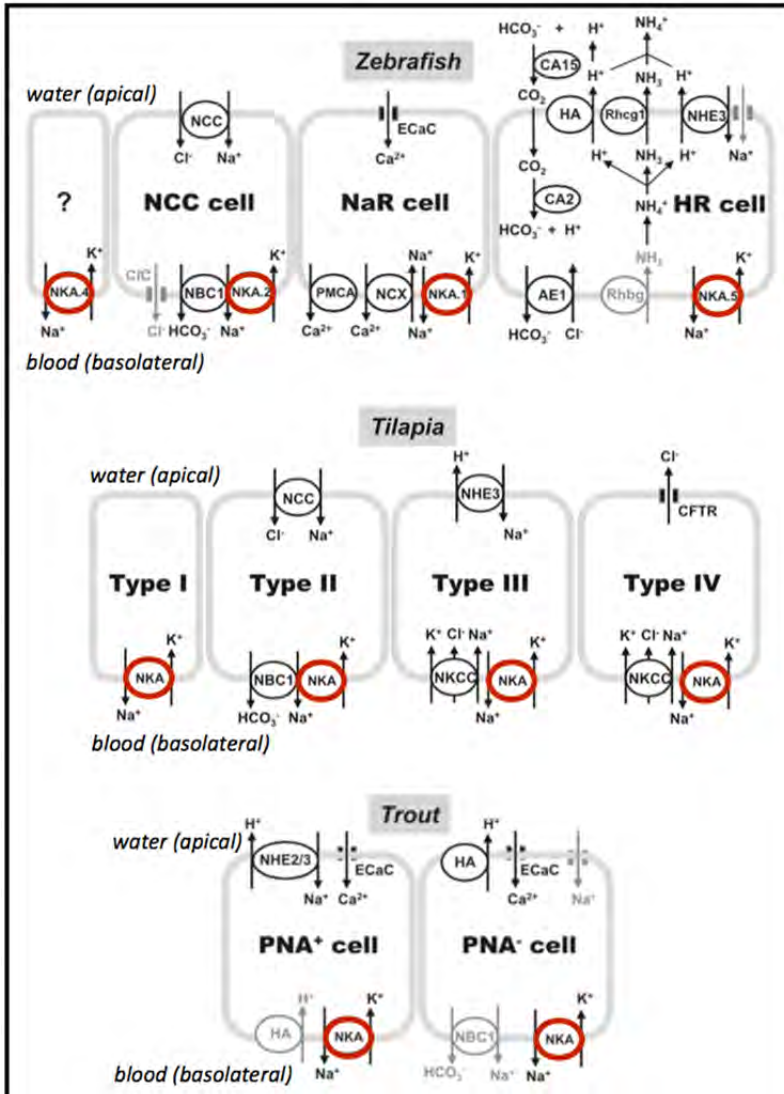 Zebrafish
HCO₃⁻ + H⁺ H⁺ NH₄⁺
CA15
CO₂ H⁺ NH₃ H⁺
water (apical)
NCC ECaC HA Rhcg1 NHE3
Cl⁻ Na⁺ Ca²⁺ CO₂ H⁺ NH₃ H⁺ Na⁺
? NCC cell NaR cell CA2 NH₄⁺ HR cell
HCO₃⁻ + H⁺
K⁺ ClC K⁺ Na⁺ K⁺ NH₃ K⁺
NKA.4 NBC1 NKA.2 PMCA NCX NKA.1 AE1 Rhbg NKA.5
Na⁺ Cl⁻ HCO₃⁻ Na⁺ Ca²⁺ Ca²⁺ Na⁺ HCO₃⁻ Cl⁻ Na⁺
blood (basolateral)
Tilapia
water (apical) H⁺ Cl⁻
NCC NHE3 CFTR
Cl⁻ Na⁺ Na⁺
Type I Type II Type III Type IV
K⁺ K⁺ K⁺ Cl⁻ Na⁺ K⁺ K⁺ Cl⁻ Na⁺ K⁺
NKA NBC1 NKA NKCC NKA NKCC NKA
Na⁺ HCO₃⁻ Na⁺ Na⁺ Na⁺
blood (basolateral)
Trout
water (apical) H⁺ H⁺
NHE2/3 ECaC HA ECaC
Na⁺ Ca²⁺ Ca²⁺ Na⁺
PNA⁺ cell PNA⁻ cell
H⁺ K⁺ K⁺
HA NKA NBC1 NKA
Na⁺ HCO₃⁻ Na⁺ Na⁺
blood (basolateral)